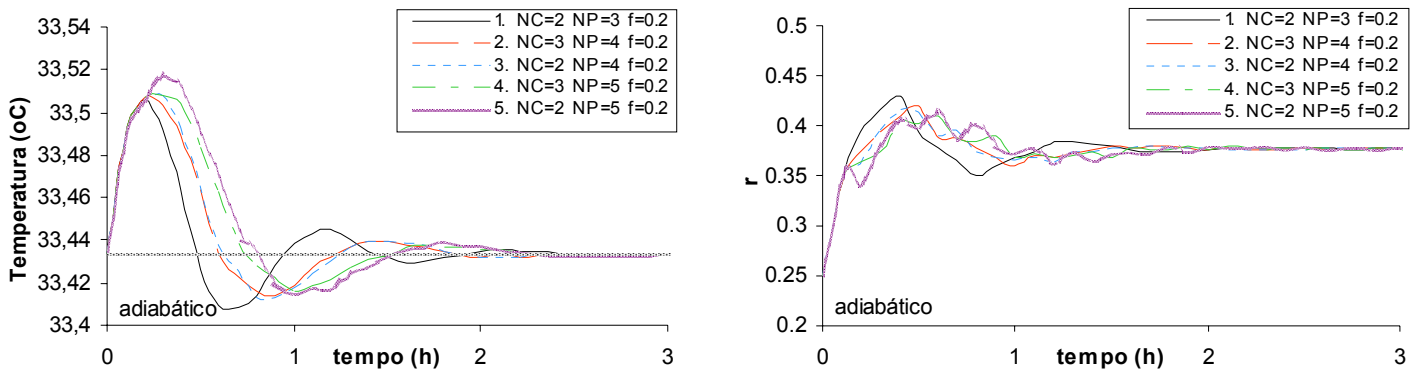 Temperatura (oC)
33,54
33,52
33,5
33,48
33,46
33,44
33,42
33,4
1. NC=2 NP=3 f=0.2
2. NC=3 NP=4 f=0.2
3. NC=2 NP=4 f=0.2
4. NC=3 NP=5 f=0.2
5. NC=2 NP=5 f=0.2
adiabático
0
1
2
3
tempo (h)
r
0.5
0.45
0.4
0.35
0.3
0.25
0.2
1. NC=2 NP=3 f=0.2
2. NC=3 NP=4 f=0.2
3. NC=2 NP=4 f=0.2
4. NC=3 NP=5 f=0.2
5. NC=2 NP=5 f=0.2
adiabático
0
1
2
3
tempo (h)